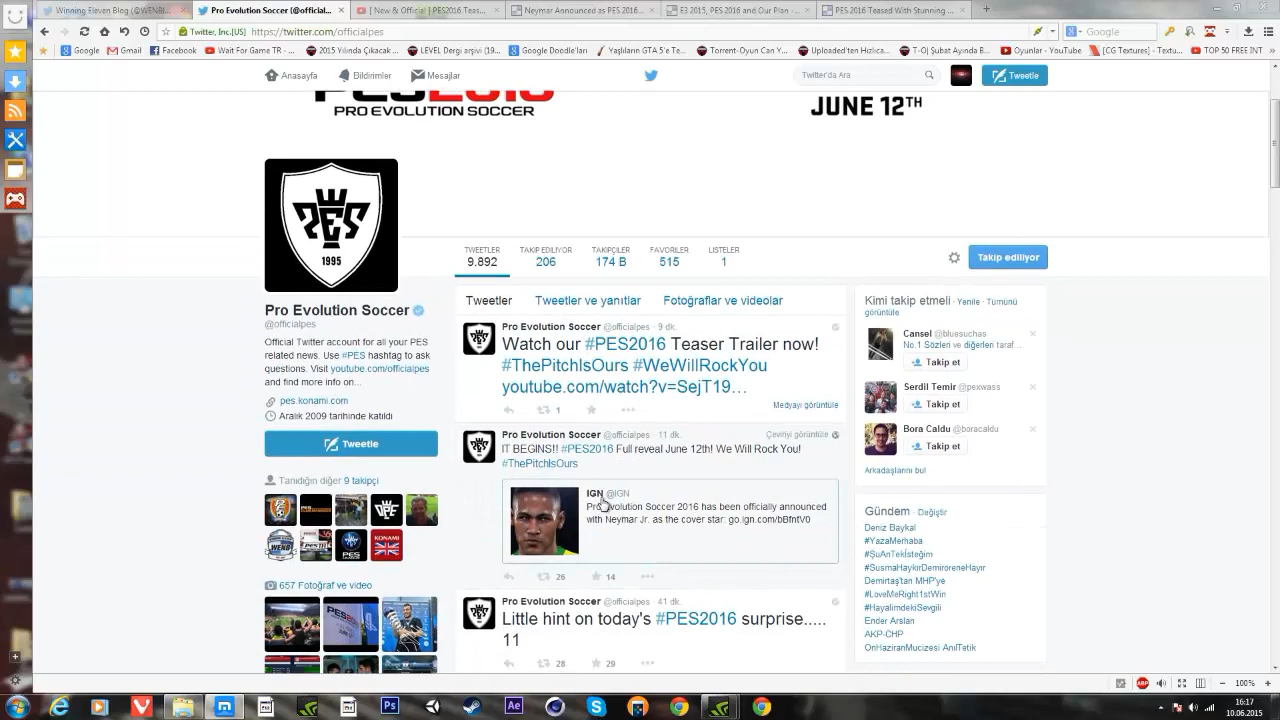 Winning Eleven Blog (@WENBl...
Pro Evolution Soccer (@official...
[ New & Official ] PES2016 Teas...
Neymar Announced as PES 2016...
E3 2015, PES 2016 and Our Plan...
PES 2016 Teased With Stunning ...
Twitter, Inc.[US] https://twitter.com/officialpes
Google
Google
Gmail
Facebook
Wait For Game TR - ...
2015 Yılında Çıkacak ...
LEVEL Dergi arşivi (19...
Google Doodle'ları
Yaşlıların GTA 5'e Te...
Torrent
Uploaded'ten Hızlıca...
T-Oj Şubat Ayında B...
Oyunlar - YouTube
[CG Textures] - Textu...
TOP 50 FREE INT
Anasayfa
Bildirimler
Mesajlar
Twitter'da Ara
Tweetle
PES2016
PRO EVOLUTION SOCCER
JUNE 12TH
PES
1995
TWEETLER
9.892
TAKİP EDİLİYOR
206
TAKİPÇİLER
174 B
FAVORİLER
515
LİSTELER
1
Takip ediliyor
Pro Evolution Soccer
@officialpes
Official Twitter account for all your PES
related news. Use #PES hashtag to ask
questions. Visit youtube.com/officialpes
and find more info on...
pes.konami.com
Aralık 2009 tarihinde katıldı
Tweetle
Tanıdığın diğer 9 takipçi
WENB
KONAMI
657 Fotoğraf ve video
Tweetler
Tweetler ve yanıtlar
Fotoğraflar ve videolar
Pro Evolution Soccer @officialpes · 9 dk.
Watch our #PES2016 Teaser Trailer now!
#ThePitchIsOurs #WeWillRockYou
youtube.com/watch?v=SejT19...
1
Medyayı görüntüle
Pro Evolution Soccer @officialpes · 11 dk.
Çeviriyi görüntüle
IT BEGINS!! #PES2016 Full reveal June 12th! We Will Rock You!
#ThePitchIsOurs
IGN @IGN
Pro Evolution Soccer 2016 has been officially announced
with Neymar Jr. as the cover star: go.ign.com/bBfntV0
26
14
Pro Evolution Soccer @officialpes · 41 dk.
Little hint on today's #PES2016 surprise.....
11
28
29
Kimi takip etmeli · Yenile · Tümünü
görüntüle
Cansel @bluesuchas
No.1 Sözleri ve diğerleri taraf...
Takip et
Serdil Temir @pexwass
Takip et
Bora Caldu @boracaldu
Takip et
Arkadaşlarını bul
Gündem · Değiştir
Deniz Baykal
#YazaMerhaba
#ŞuAnTekİsteğim
#SusmaHaykırDemiroreneHayır
Demirtaş'tan MHP'ye
#LoveMeRight1stWin
#HayalimdekiSevgili
Ender Arslan
AKP-CHP
OnHaziranMucizesi AnılTetik
ABP
100%
Ps
Ae
16:17
10.06.2015